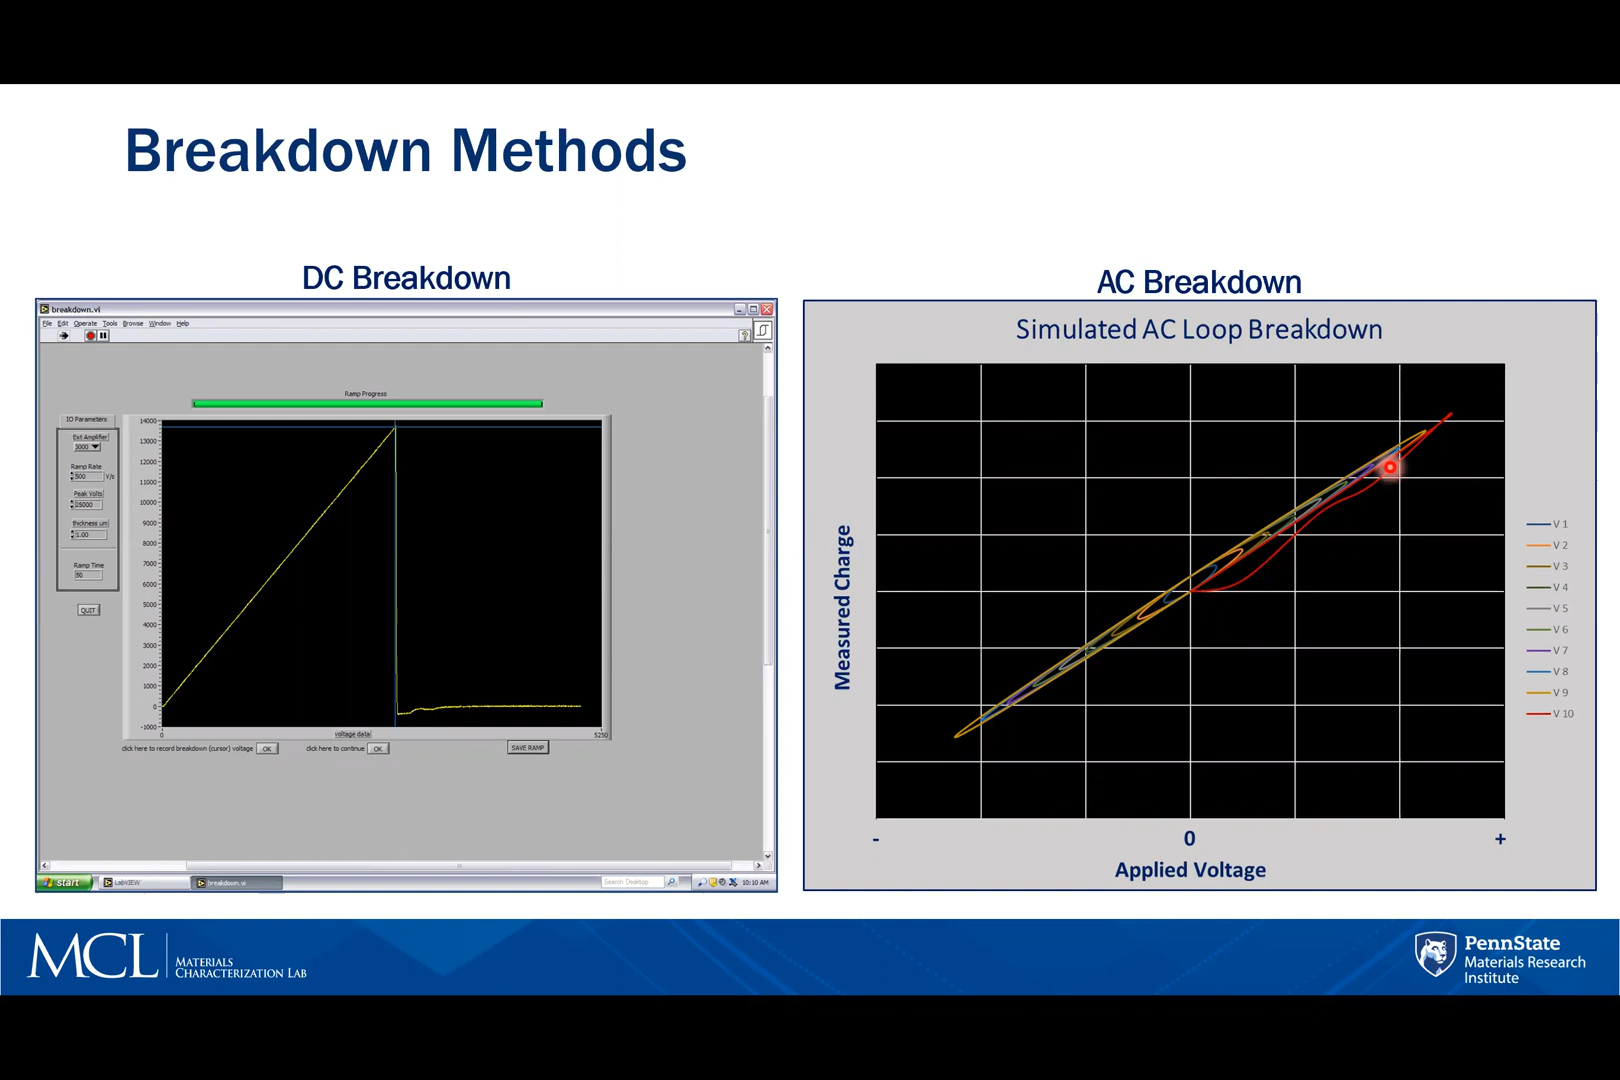 Breakdown Methods
DC Breakdown
breakdown.vi
File Edit Operate Tools Browse Window Help
Ramp Progress
IO Parameters
Ext Amplifier
3000
Ramp Rate
500 V/s
Peak Volts
25000
thickness um
1.00
Ramp Time
50
QUIT
14000
13000
12000
11000
10000
9000
8000
7000
6000
5000
4000
3000
2000
1000
0
-1000
0 voltage data 5250
click here to record breakdown (cursor) voltage OK click here to continue OK SAVE RAMP
start LabVIEW breakdown.vi Search Desktop 10:10 AM
AC Breakdown
Simulated AC Loop Breakdown
Measured Charge
V 1
V 2
V 3
V 4
V 5
V 6
V 7
V 8
V 9
V 10
- 0 +
Applied Voltage
MCL MATERIALS
CHARACTERIZATION LAB
PennState
Materials Research
Institute